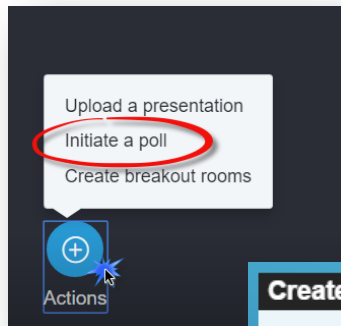 Upload a presentation
Initiate a poll
Create breakout rooms
Actions
Create